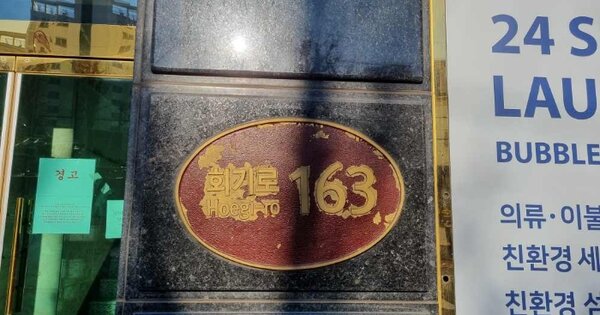 경고
회기로
Hoegi-ro
163
24 S
LAU
BUBBLE
의류·이불
친환경 세
친환경 섬